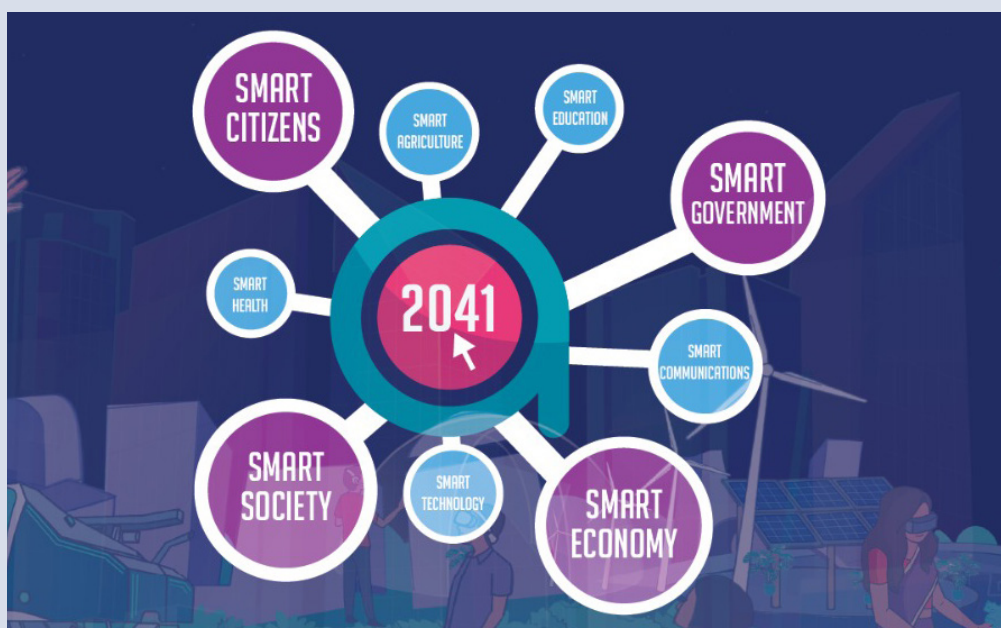 SMART
CITIZENS
SMART
AGRICULTURE
SMART
EDUCATION
SMART
GOVERNMENT
SMART
HEALTH
2041
SMART
COMMUNICATIONS
SMART
SOCIETY
SMART
TECHNOLOGY
SMART
ECONOMY